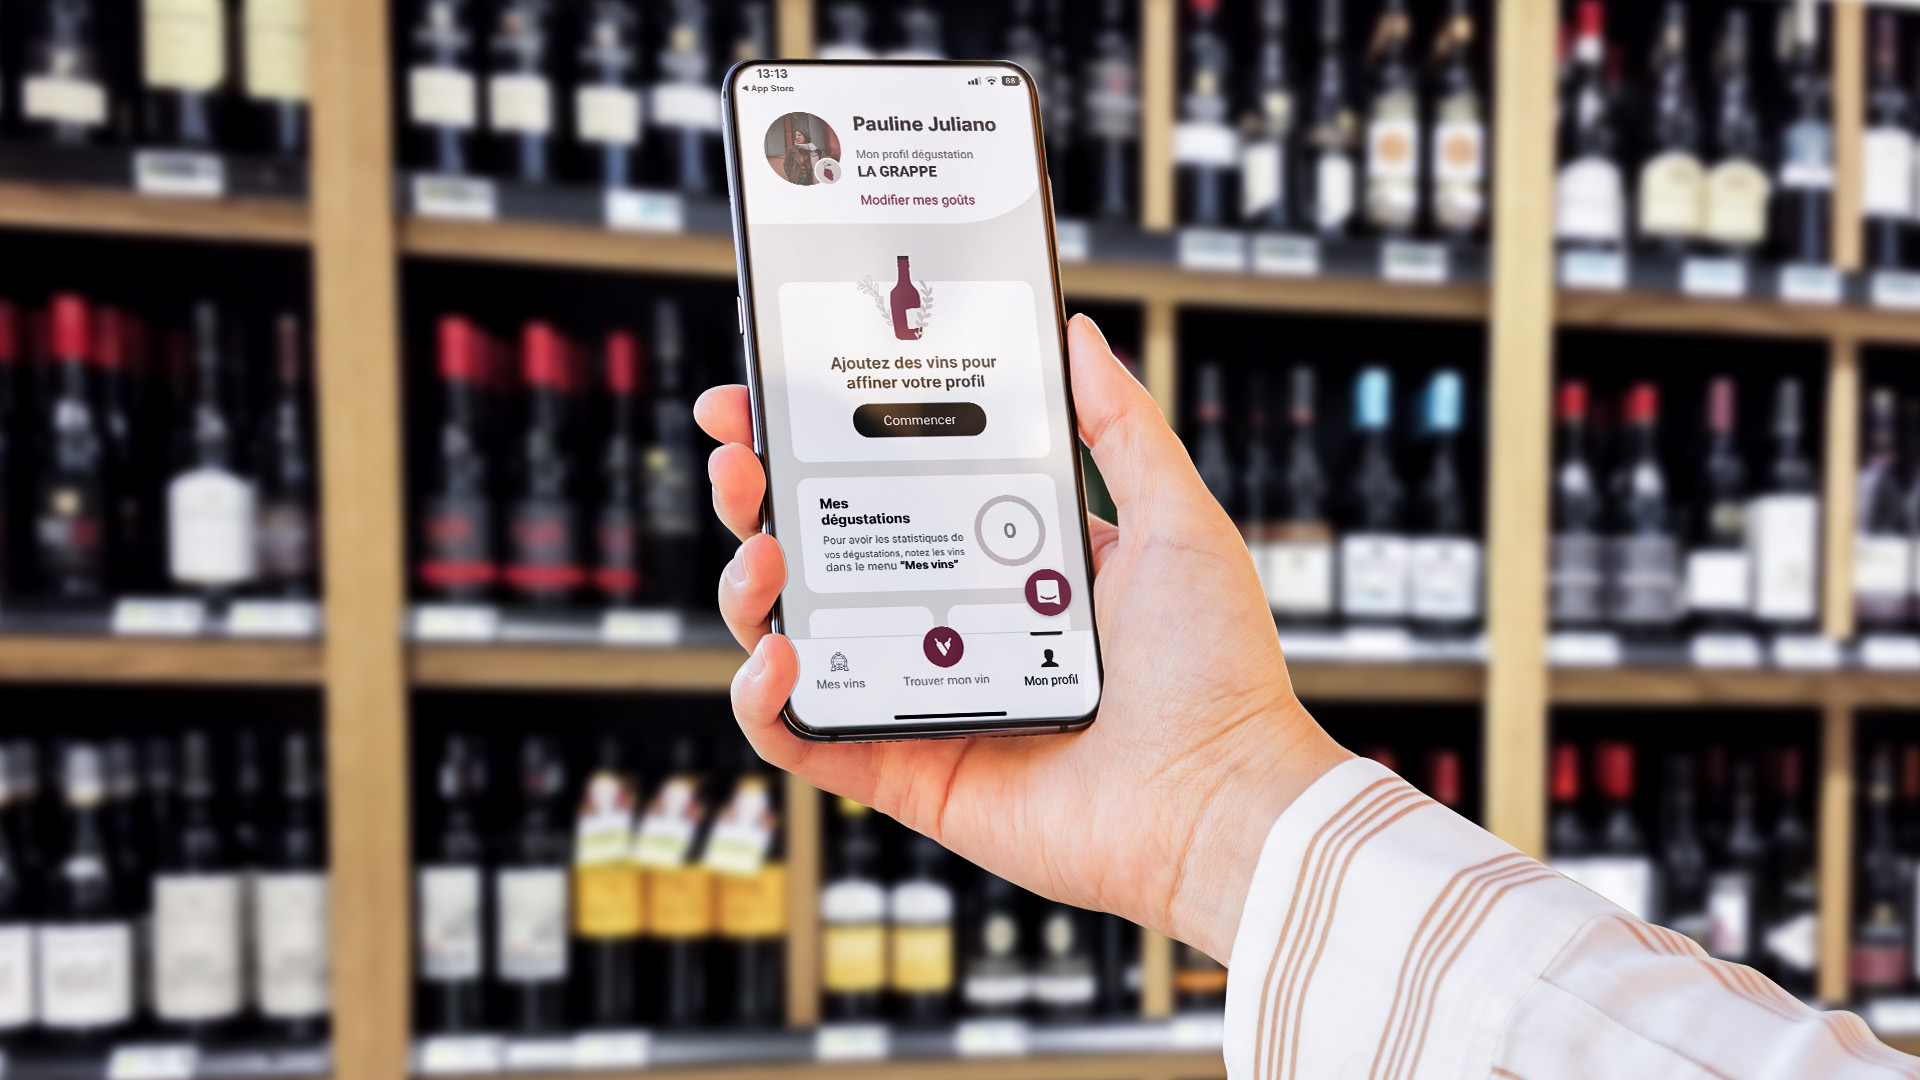 13:13
◀ App Store
88
Pauline Juliano
Mon profil dégustation
LA GRAPPE
Modifier mes goûts
Ajoutez des vins pour
affiner votre profil
Commencer
Mes
dégustations
Pour avoir les statistiques de
vos dégustations, notez les vins
dans le menu "Mes vins"
0
Mes vins
Trouver mon vin
Mon profil